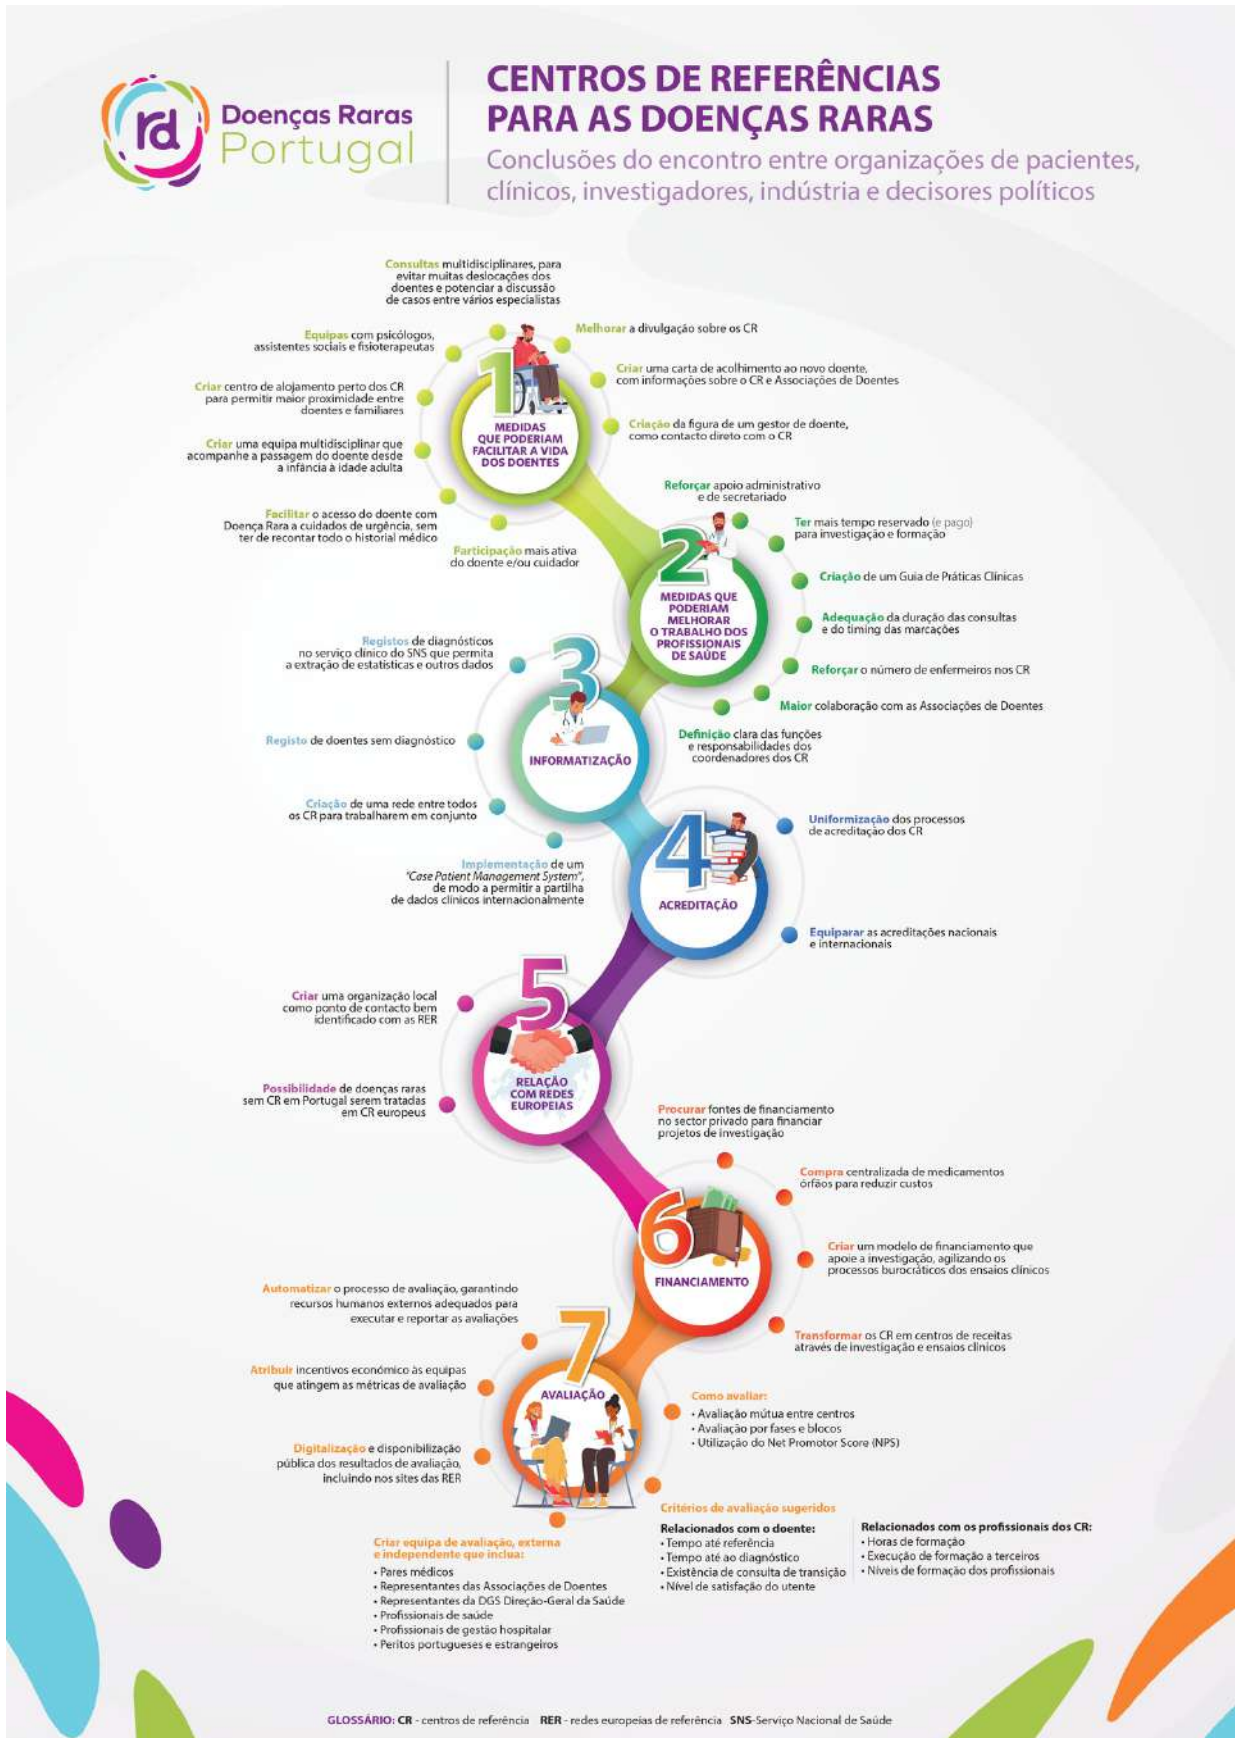 rd
Doenças Raras
Portugal
CENTROS DE REFERÊNCIAS
PARA AS DOENÇAS RARAS
Conclusões do encontro entre organizações de pacientes,
clínicos, investigadores, indústria e decisores políticos
1
MEDIDAS
QUE PODERIAM
FACILITAR A VIDA
DOS DOENTES
Consultas multidisciplinares, para
evitar muitas deslocações dos
doentes e potenciar a discussão
de casos entre vários especialistas
Equipas com psicólogos,
assistentes sociais e fisioterapeutas
Criar centro de alojamento perto dos CR
para permitir maior proximidade entre
doentes e familiares
Criar uma equipa multidisciplinar que
acompanhe a passagem do doente desde
a infância à idade adulta
Facilitar o acesso do doente com
Doença Rara a cuidados de urgência, sem
ter de recontar todo o historial médico
Participação mais ativa
do doente e/ou cuidador
Melhorar a divulgação sobre os CR
Criar uma carta de acolhimento ao novo doente,
com informações sobre o CR e Associações de Doentes
Criação da figura de um gestor de doente,
como contacto direto com o CR
2
MEDIDAS QUE
PODERIAM
MELHORAR
O TRABALHO DOS
PROFISSIONAIS
DE SAÚDE
Reforçar apoio administrativo
e de secretariado
Ter mais tempo reservado (e pago)
para investigação e formação
Criação de um Guia de Práticas Clínicas
Adequação da duração das consultas
e do timing das marcações
Reforçar o número de enfermeiros nos CR
Maior colaboração com as Associações de Doentes
Definição clara das funções
e responsabilidades dos
coordenadores dos CR
3
INFORMATIZAÇÃO
Registos de diagnósticos
no serviço clínico do SNS que permita
a extração de estatísticas e outros dados
Registo de doentes sem diagnóstico
Criação de uma rede entre todos
os CR para trabalharem em conjunto
Implementação de um
"Case Patient Management System",
de modo a permitir a partilha
de dados clínicos internacionalmente
4
ACREDITAÇÃO
Uniformização dos processos
de acreditação dos CR
Equiparar as acreditações nacionais
e internacionais
5
RELAÇÃO
COM REDES
EUROPEIAS
Criar uma organização local
como ponto de contacto bem
identificado com as RER
Possibilidade de doenças raras
sem CR em Portugal serem tratadas
em CR europeus
6
FINANCIAMENTO
Procurar fontes de financiamento
no sector privado para financiar
projetos de investigação
Compra centralizada de medicamentos
órfãos para reduzir custos
Criar um modelo de financiamento que
apoie a investigação, agilizando os
processos burocráticos dos ensaios clínicos
Transformar os CR em centros de receitas
através de investigação e ensaios clínicos
7
AVALIAÇÃO
Automatizar o processo de avaliação, garantindo
recursos humanos externos adequados para
executar e reportar as avaliações
Atribuir incentivos económico às equipas
que atingem as métricas de avaliação
Digitalização e disponibilização
pública dos resultados de avaliação,
incluindo nos sites das RER
Criar equipa de avaliação, externa
e independente que inclua:
• Pares médicos
• Representantes das Associações de Doentes
• Representantes da DGS Direção-Geral da Saúde
• Profissionais de saúde
• Profissionais de gestão hospitalar
• Peritos portugueses e estrangeiros
Como avaliar:
• Avaliação mútua entre centros
• Avaliação por fases e blocos
• Utilização do Net Promotor Score (NPS)
Critérios de avaliação sugeridos
Relacionados com o doente:
• Tempo até referência
• Tempo até ao diagnóstico
• Existência de consulta de transição
• Nível de satisfação do utente
Relacionados com os profissionais dos CR:
• Horas de formação
• Execução de formação a terceiros
• Níveis de formação dos profissionais
GLOSSÁRIO: CR - centros de referência RER - redes europeias de referência SNS-Serviço Nacional de Saúde